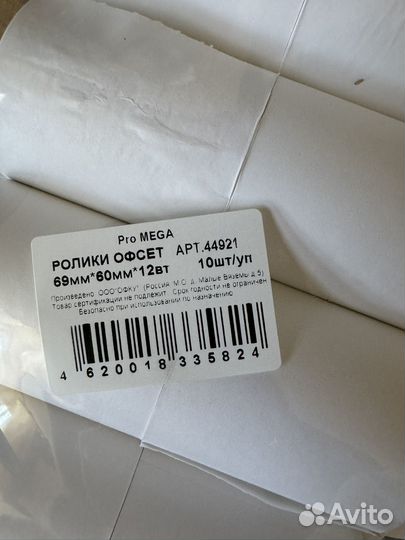 Pro MEGA
РОЛИКИ ОФСЕТ АРТ.44921
69мм*60мм*12вт 10шт/уп
Произведено ООО"ОФКУ" (Россия М.О. д. Малые Вяземы д.5)
Товар сертификации не подлежит. Срок годности не ограничен
Безопасно при использовании по назначению
4 620018 335824
Avito